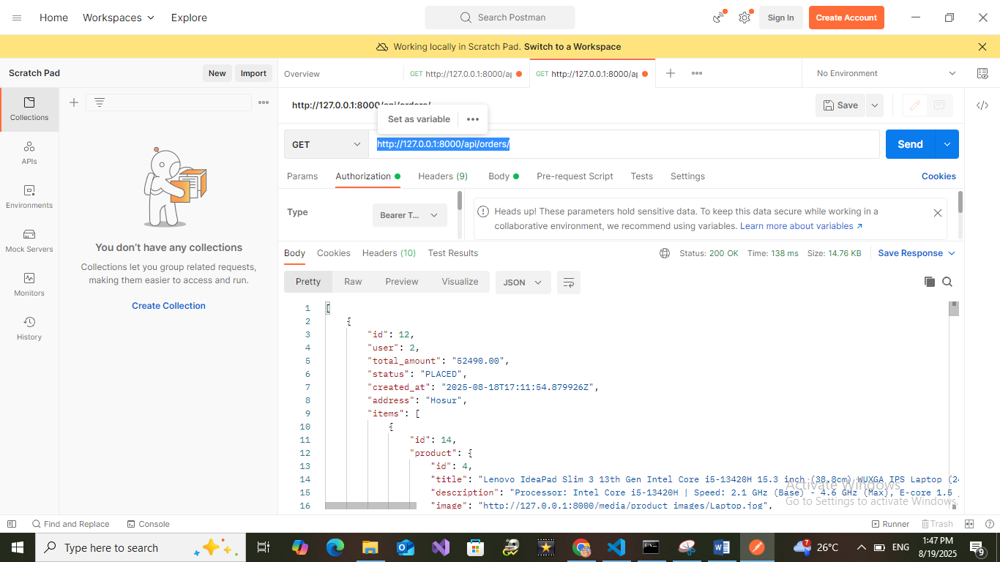 Home Workspaces Explore Search Postman Sign In Create Account
Working locally in Scratch Pad. Switch to a Workspace
Scratch Pad New Import Overview GET http://127.0.0.1:8000/ap GET http://127.0.0.1:8000/ap No Environment
http://127.0.0.1:8000/api/orders/ Save
Set as variable
GET http://127.0.0.1:8000/api/orders/ Send
Params Authorization Headers (9) Body Pre-request Script Tests Settings Cookies
Type Bearer T... Heads up! These parameters hold sensitive data. To keep this data secure while working in a
collaborative environment, we recommend using variables. Learn more about variables ↗
Collections
APIs
Environments
Mock Servers
Monitors
History
You don't have any collections
Collections let you group related requests,
making them easier to access and run.
Create Collection
Body Cookies Headers (10) Test Results Status: 200 OK Time: 138 ms Size: 14.76 KB Save Response
Pretty Raw Preview Visualize JSON
1 [
2 {
3 "id": 12,
4 "user": 2,
5 "total_amount": "52490.00",
6 "status": "PLACED",
7 "created_at": "2025-08-18T17:11:54.879926Z",
8 "address": "Hosur",
9 "items": [
10 {
11 "id": 14,
12 "product": {
13 "id": 4,
14 "title": "Lenovo IdeaPad Slim 3 13th Gen Intel Core i5-13420H 15.3 inch (38.8cm) WUXGA IPS Laptop (24
15 "description": "Processor: Intel Core i5-13420H | Speed: 2.1 GHz (Base) - 4.6 GHz (Max), E-core 1.5 /
16 "image": "http://127.0.0.1:8000/media/product_images/Laptop.jpg",
Activate Windows
Go to Settings to activate Windows.
Find and Replace Console Runner Trash
Type here to search 7 26°C ENG 1:47 PM
8/19/2025 9